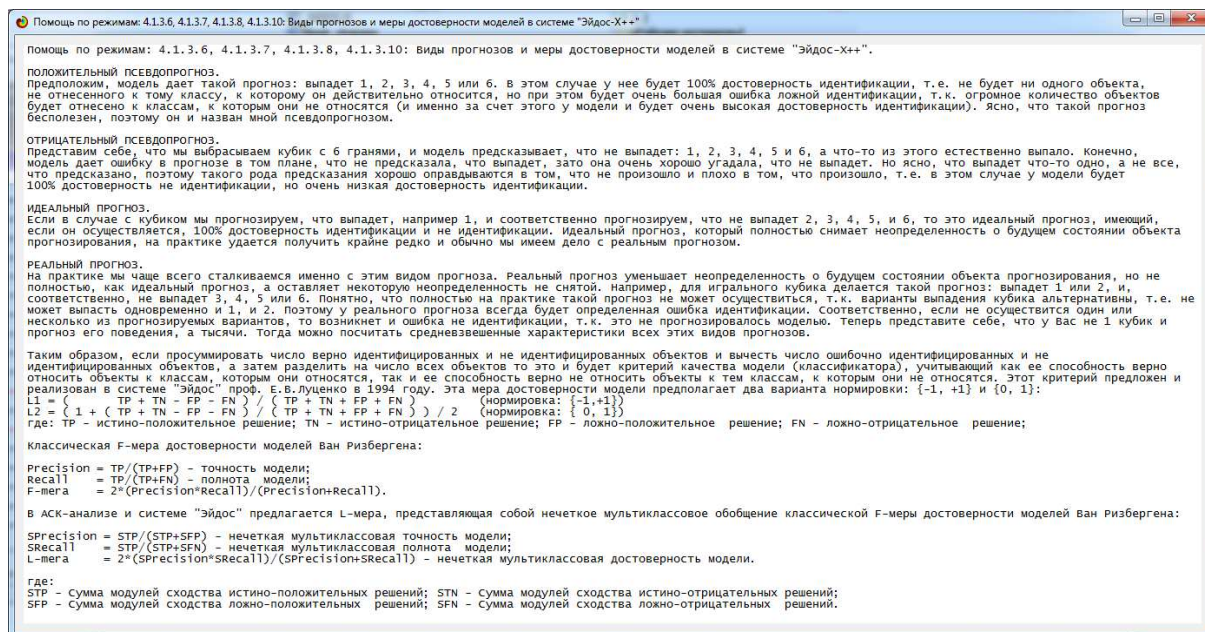 Помощь по режимам: 4.1.3.6, 4.1.3.7, 4.1.3.8, 4.1.3.10: Виды прогнозов и меры достоверности моделей в системе "Эйдос-X++"
Помощь по режимам: 4.1.3.6, 4.1.3.7, 4.1.3.8, 4.1.3.10: Виды прогнозов и меры достоверности моделей в системе "Эйдос-X++".
ПОЛОЖИТЕЛЬНЫЙ ПСЕВДОПРОГНОЗ.
Предположим, модель дает такой прогноз: выпадет 1, 2, 3, 4, 5 или 6. В этом случае у нее будет 100% достоверность идентификации, т.е. не будет ни одного объекта,
не отнесенного к тому классу, к которому он действительно относится, но при этом будет очень большая ошибка ложной идентификации, т.к. огромное количество объектов
будет отнесено к классам, к которым они не относятся (и именно за счет этого у модели и будет очень высокая достоверность идентификации). Ясно, что такой прогноз
бесполезен, поэтому он и назван мной псевдопрогнозом.
ОТРИЦАТЕЛЬНЫЙ ПСЕВДОПРОГНОЗ.
Представим себе, что мы выбрасываем кубик с 6 гранями, и модель предсказывает, что не выпадет: 1, 2, 3, 4, 5 и 6, а что-то из этого естественно выпало. Конечно,
модель дает ошибку в прогнозе в том плане, что не предсказала, что выпадет, зато она очень хорошо угадала, что не выпадет. Но ясно, что выпадет что-то одно, а не все,
что предсказано, поэтому такого рода предсказания хорошо оправдываются в том, что не произошло и плохо в том, что произошло, т.е. в этом случае у модели будет
100% достоверность не идентификации, но очень низкая достоверность идентификации.
ИДЕАЛЬНЫЙ ПРОГНОЗ.
Если в случае с кубиком мы прогнозируем, что выпадет, например 1, и соответственно прогнозируем, что не выпадет 2, 3, 4, 5, и 6, то это идеальный прогноз, имеющий,
если он осуществляется, 100% достоверность идентификации и не идентификации. Идеальный прогноз, который полностью снимает неопределенность о будущем состоянии объекта
прогнозирования, на практике удается получить крайне редко и обычно мы имеем дело с реальным прогнозом.
РЕАЛЬНЫЙ ПРОГНОЗ.
На практике мы чаще всего сталкиваемся именно с этим видом прогноза. Реальный прогноз уменьшает неопределенность о будущем состоянии объекта прогнозирования, но не
полностью, как идеальный прогноз, а оставляет некоторую неопределенность не снятой. Например, для игрального кубика делается такой прогноз: выпадет 1 или 2, и,
соответственно, не выпадет 3, 4, 5 или 6. Понятно, что полностью на практике такой прогноз не может осуществиться, т.к. варианты выпадения кубика альтернативны, т.е. не
может выпасть одновременно и 1, и 2. Поэтому у реального прогноза всегда будет определенная ошибка идентификации. Соответственно, если не осуществится один или
несколько из прогнозируемых вариантов, то возникнет и ошибка не идентификации, т.к. это не прогнозировалось моделью. Теперь представите себе, что у Вас не 1 кубик и
прогноз его поведения, а тысячи. Тогда можно посчитать средневзвешенные характеристики всех этих видов прогнозов.
Таким образом, если просуммировать число верно идентифицированных и не идентифицированных объектов и вычесть число ошибочно идентифицированных и не
идентифицированных объектов, а затем разделить на число всех объектов то это и будет критерий качества модели (классификатора), учитывающий как ее способность верно
относить объекты к классам, которым они относятся, так и ее способность верно не относить объекты к тем классам, к которым они не относятся. Этот критерий предложен и
реализован в системе "Эйдос" проф. Е.В.Луценко в 1994 году. Эта мера достоверности модели предполагает два варианта нормировки: {-1, +1} и {0, 1}:
L1 = ( TP + TN - FP - FN ) / ( TP + TN + FP + FN ) (нормировка: {-1,+1})
L2 = ( 1 + ( TP + TN - FP - FN ) / ( TP + TN + FP + FN ) ) / 2 (нормировка: { 0, 1})
где: TP - истино-положительное решение; TN - истино-отрицательное решение; FP - ложно-положительное решение; FN - ложно-отрицательное решение;
Классическая F-мера достоверности моделей Ван Ризбергена:
Precision = TP/(TP+FP) - точность модели;
Recall = TP/(TP+FN) - полнота модели;
F-mera = 2*(Precision*Recall)/(Precision+Recall).
В АСК-анализе и системе "Эйдос" предлагается L-мера, представляющая собой нечеткое мультиклассовое обобщение классической F-меры достоверности моделей Ван Ризбергена:
SPrecision = STP/(STP+SFP) - нечеткая мультиклассовая точность модели;
SRecall = STP/(STP+SFN) - нечеткая мультиклассовая полнота модели;
L-mera = 2*(SPrecision*SRecall)/(SPrecision+SRecall) - нечеткая мультиклассовая достоверность модели.
где:
STP - Сумма модулей сходства истино-положительных решений; STN - Сумма модулей сходства истино-отрицательных решений;
SFP - Сумма модулей сходства ложно-положительных решений; SFN - Сумма модулей сходства ложно-отрицательных решений.